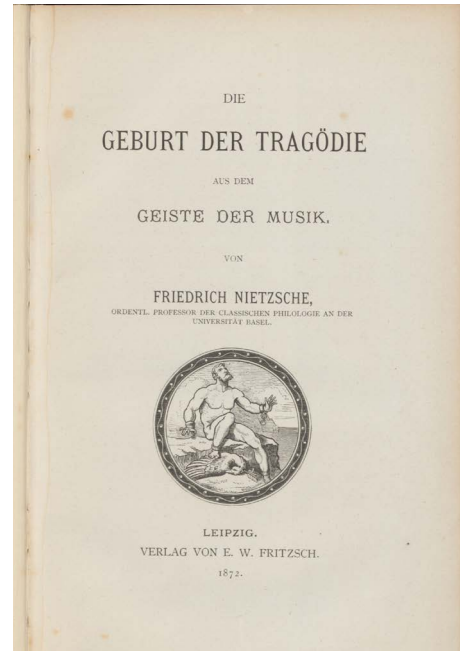 DIE
GEBURT DER TRAGÖDIE
AUS DEM
GEISTE DER MUSIK.
VON
FRIEDRICH NIETZSCHE,
ORDENTL. PROFESSOR DER CLASSISCHEN PHILOLOGIE AN DER
UNIVERSITÄT BASEL.
LEIPZIG.
VERLAG VON E. W. FRITZSCH.
1872.